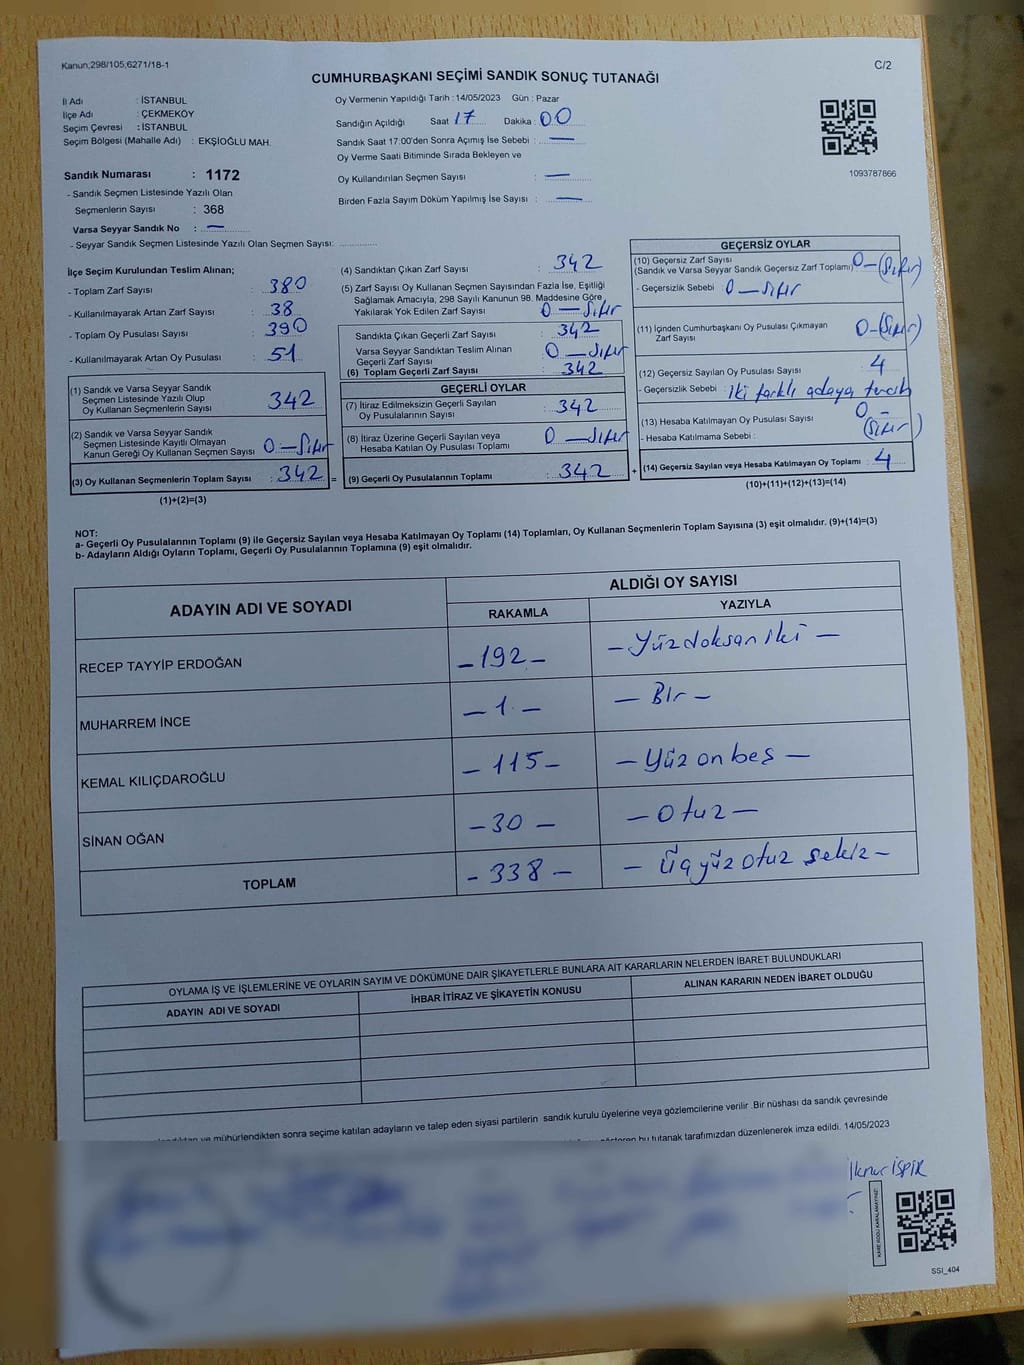 Kanun;298/105;6271/18-1
C/2
CUMHURBAŞKANI SEÇİMİ SANDIK SONUÇ TUTANAĞI
İl Adı : İSTANBUL
İlçe Adı : ÇEKMEKÖY
Seçim Çevresi : İSTANBUL
Seçim Bölgesi (Mahalle Adı) : EKŞİOĞLU MAH.
Sandık Numarası : 1172
- Sandık Seçmen Listesinde Yazılı Olan
Seçmenlerin Sayısı : 368
Varsa Seyyar Sandık No : —
- Seyyar Sandık Seçmen Listesinde Yazılı Olan Seçmen Sayısı: ..............
Oy Vermenin Yapıldığı Tarih :14/05/2023 Gün : Pazar
Sandığın Açıldığı Saat 17 Dakika : 00
Sandık Saat 17:00'den Sonra Açımış İse Sebebi : —
Oy Verme Saati Bitiminde Sırada Bekleyen ve
Oy Kullandırılan Seçmen Sayısı : —
Birden Fazla Sayım Döküm Yapılmış İse Sayısı : —
1093787866
İlçe Seçim Kurulundan Teslim Alınan;
- Toplam Zarf Sayısı : 380
- Kullanılmayarak Artan Zarf Sayısı : 38
- Toplam Oy Pusulası Sayısı : 390
- Kullanılmayarak Artan Oy Pusulası : 51
(1) Sandık ve Varsa Seyyar Sandık
Seçmen Listesinde Yazılı Olup
Oy Kullanan Seçmenlerin Sayısı : 342
(2) Sandık ve Varsa Seyyar Sandık
Seçmen Listesinde Kayıtlı Olmayan
Kanun Gereği Oy Kullanan Seçmen Sayısı : 0 — Sıfır
(3) Oy Kullanan Seçmenlerin Toplam Sayısı : 342 =
(1)+(2)=(3)
(4) Sandıktan Çıkan Zarf Sayısı : 342
(5) Zarf Sayısı Oy Kullanan Seçmen Sayısından Fazla İse, Eşitliği
Sağlamak Amacıyla, 298 Sayılı Kanunun 98. Maddesine Göre
Yakılarak Yok Edilen Zarf Sayısı : 0 — Sıfır
Sandıkta Çıkan Geçerli Zarf Sayısı : 342
Varsa Seyyar Sandıktan Teslim Alınan
Geçerli Zarf Sayısı : 0 — Sıfır
(6) Toplam Geçerli Zarf Sayısı : 342
GEÇERLİ OYLAR
(7) İtiraz Edilmeksizin Geçerli Sayılan
Oy Pusulalarının Sayısı : 342
(8) İtiraz Üzerine Geçerli Sayılan veya
Hesaba Katılan Oy Pusulası Toplamı : 0 — Sıfır
(9) Geçerli Oy Pusulalarının Toplamı : 342 +
GEÇERSİZ OYLAR
(10) Geçersiz Zarf Sayısı
(Sandık ve Varsa Seyyar Sandık Geçersiz Zarf Toplamı) 0 — (Sıfır)
- Geçersizlik Sebebi : 0 — Sıfır
(11) İçinden Cumhurbaşkanı Oy Pusulası Çıkmayan
Zarf Sayısı 0 - (Sıfır)
(12) Geçersiz Sayılan Oy Pusulası Sayısı : 4
- Geçersizlik Sebebi : İki farklı adaya tercih
(13) Hesaba Katılmayan Oy Pusulası Sayısı : 0 - (Sıfır)
- Hesaba Katılmama Sebebi :
(14) Geçersiz Sayılan veya Hesaba Katılmayan Oy Toplamı : 4
(10)+(11)+(12)+(13)=(14)
NOT:
a- Geçerli Oy Pusulalarının Toplamı (9) ile Geçersiz Sayılan veya Hesaba Katılmayan Oy Toplamı (14) Toplamları, Oy Kullanan Seçmenlerin Toplam Sayısına (3) eşit olmalıdır. (9)+(14)=(3)
b- Adayların Aldığı Oyların Toplamı, Geçerli Oy Pusulalarının Toplamına (9) eşit olmalıdır.
ADAYIN ADI VE SOYADI
ALDIĞI OY SAYISI
RAKAMLA
YAZIYLA
RECEP TAYYİP ERDOĞAN - 192 - - Yüzdoksan iki -
MUHARREM İNCE - 1 - - Bir -
KEMAL KILIÇDAROĞLU - 115 - - Yüz on beş -
SİNAN OĞAN - 30 - - Otuz -
TOPLAM - 338 - - Üçyüz otuz sekiz -
OYLAMA İŞ VE İŞLEMLERİNE VE OYLARIN SAYIM VE DÖKÜMÜNE DAİR ŞİKAYETLERLE BUNLARA AİT KARARLARIN NELERDEN İBARET BULUNDUKLARI
ADAYIN ADI VE SOYADI
İHBAR İTİRAZ VE ŞİKAYETİN KONUSU
ALINAN KARARIN NEDEN İBARET OLDUĞU
ve mühürlendikten sonra seçime katılan adayların ve talep eden siyasi partilerin sandık kurulu üyelerine veya gözlemcilerine verilir .Bir nüshası da sandık çevresinde
bu tutanak tarafımızdan düzenlenerek imza edildi. 14/05/2023
İlknur İSPİR
KARE KODU KARALAMAYINIZ!
SSI_404